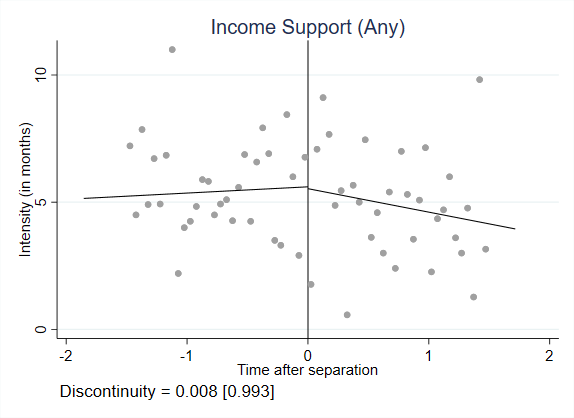 Income Support (Any)
Intensity (in months)
10
5
0
-2 -1 0 1 2
Time after separation
Discontinuity = 0.008 [0.993]